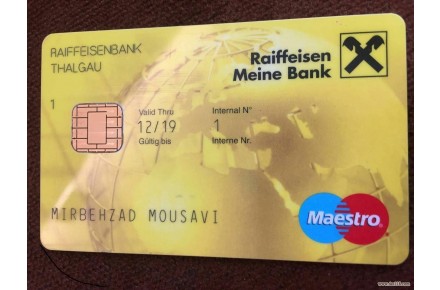 RAIFFEISENBANK
THALGAU
Raiffeisen
Meine Bank
1
Valid Thru
Internal N°
12/19
1
Gültig bis
Interne Nr.
MIRBEHZAD MOUSAVI
Maestro